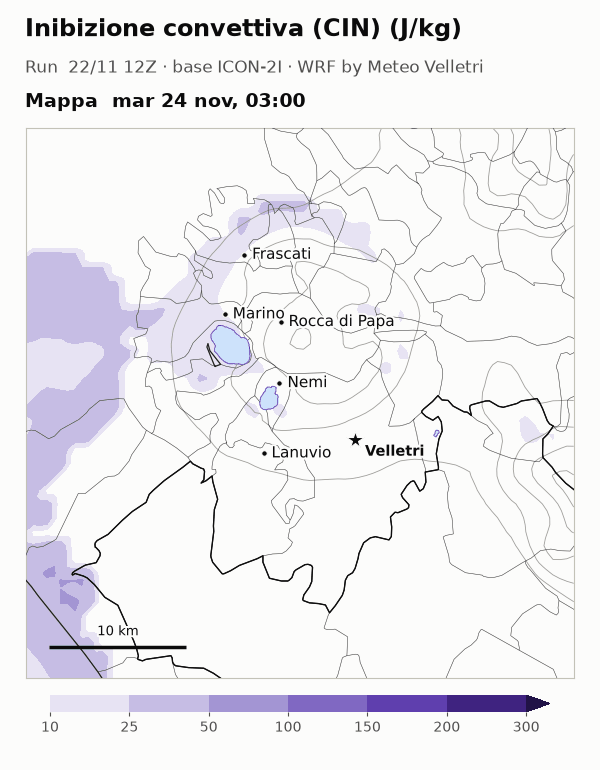 Inibizione convettiva (CIN) (J/kg)
Run  22/11 12Z · base ICON-2I · WRF by Meteo Velletri
Mappa  mar 24 nov, 03:00
Frascati
Marino
Rocca di Papa
Nemi
Velletri
Lanuvio
10 km
10 25 50 100 150 200 300